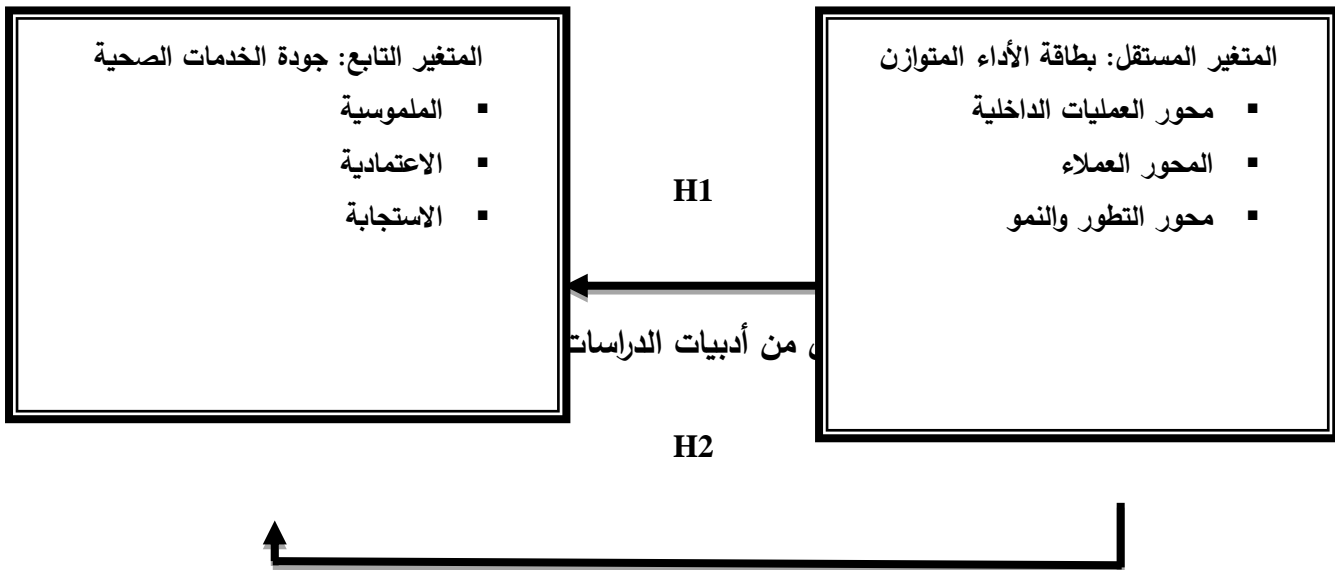 المتغير المستقل: بطاقة الأداء المتوازن
▪ محور العمليات الداخلية
▪ المحور العملاء
▪ محور التطور والنمو
المتغير التابع: جودة الخدمات الصحية
▪ الملموسية
▪ الاعتمادية
▪ الاستجابة
H1
من أدبيات الدراسات
H2